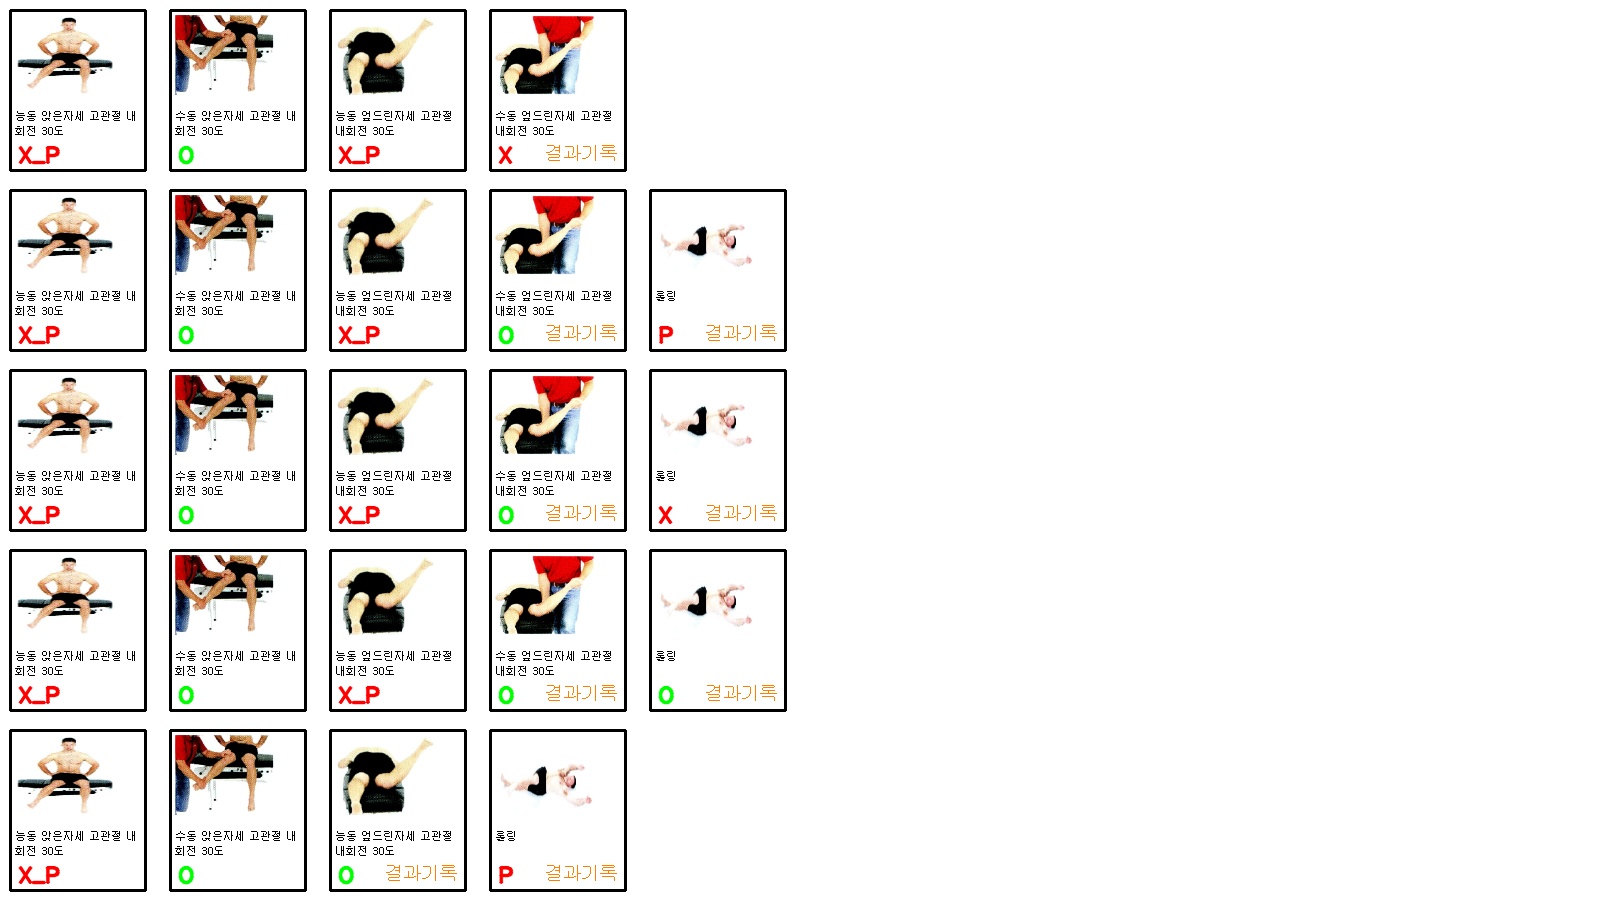 능동 앉은자세 고관절 내
회전 30도
X_P
수동 앉은자세 고관절 내
회전 30도
O
능동 엎드린자세 고관절
내회전 30도
X_P
수동 엎드린자세 고관절
내회전 30도
X 결과기록
능동 앉은자세 고관절 내
회전 30도
X_P
수동 앉은자세 고관절 내
회전 30도
O
능동 엎드린자세 고관절
내회전 30도
X_P
수동 엎드린자세 고관절
내회전 30도
O 결과기록
롤링
P 결과기록
능동 앉은자세 고관절 내
회전 30도
X_P
수동 앉은자세 고관절 내
회전 30도
O
능동 엎드린자세 고관절
내회전 30도
X_P
수동 엎드린자세 고관절
내회전 30도
O 결과기록
롤링
X 결과기록
능동 앉은자세 고관절 내
회전 30도
X_P
수동 앉은자세 고관절 내
회전 30도
O
능동 엎드린자세 고관절
내회전 30도
X_P
수동 엎드린자세 고관절
내회전 30도
O 결과기록
롤링
O 결과기록
능동 앉은자세 고관절 내
회전 30도
X_P
수동 앉은자세 고관절 내
회전 30도
O
능동 엎드린자세 고관절
내회전 30도
O 결과기록
롤링
P 결과기록